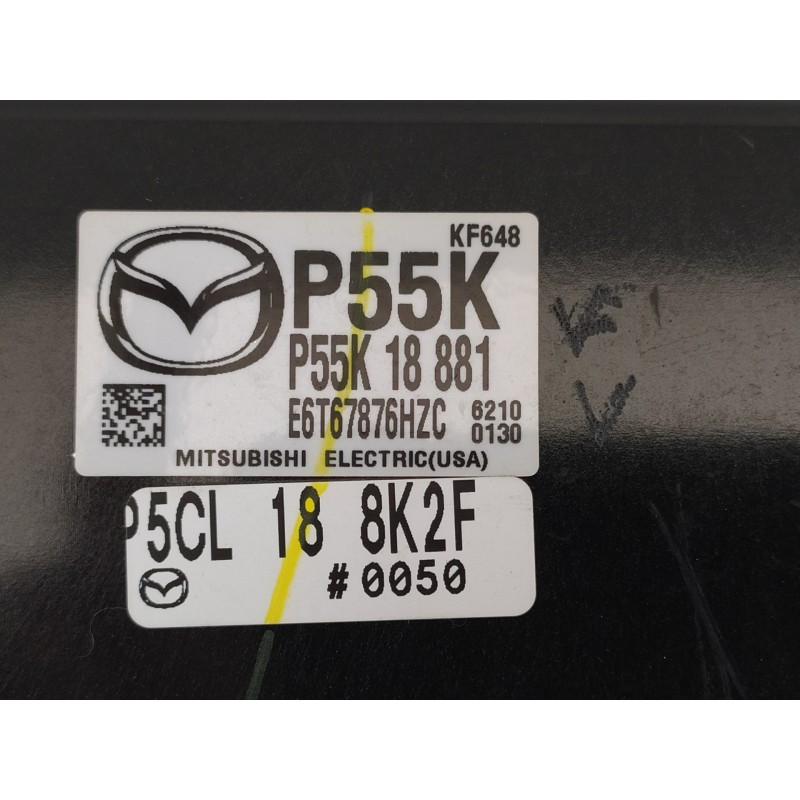 KF648
P55K
P55K 18 881
E6T67876HZC 6210
0130
MITSUBISHI ELECTRIC(USA)
P5CL 18 8K2F
#0050